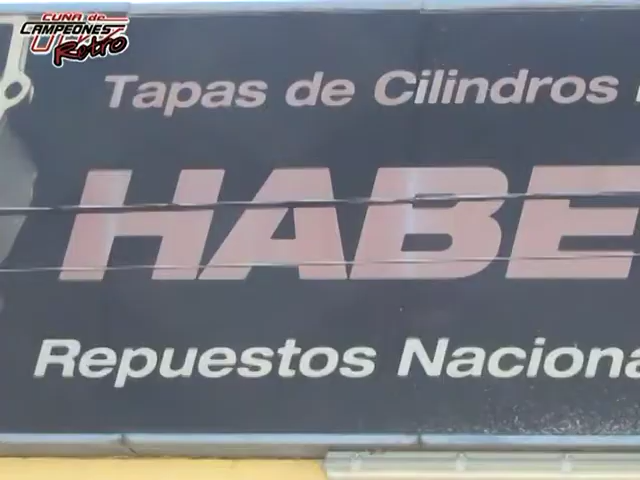 CUNA de
CAMPEONES
Retro
Tapas de Cilindros
HABE
Repuestos Naciona